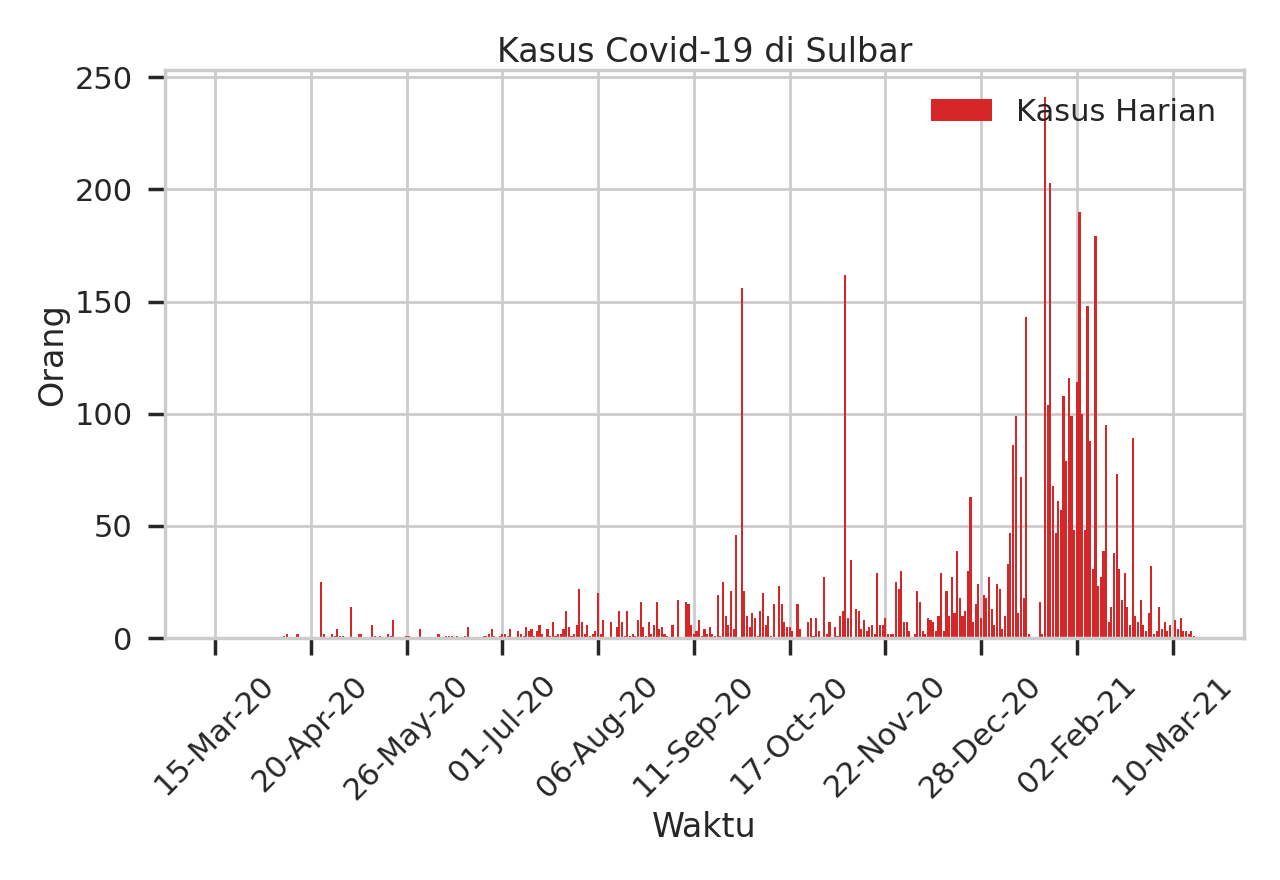 Kasus Covid-19 di Sulbar
Kasus Harian
Orang
250
200
150
100
50
0
15-Mar-20
20-Apr-20
26-May-20
01-Jul-20
06-Aug-20
11-Sep-20
17-Oct-20
22-Nov-20
28-Dec-20
02-Feb-21
10-Mar-21
Waktu